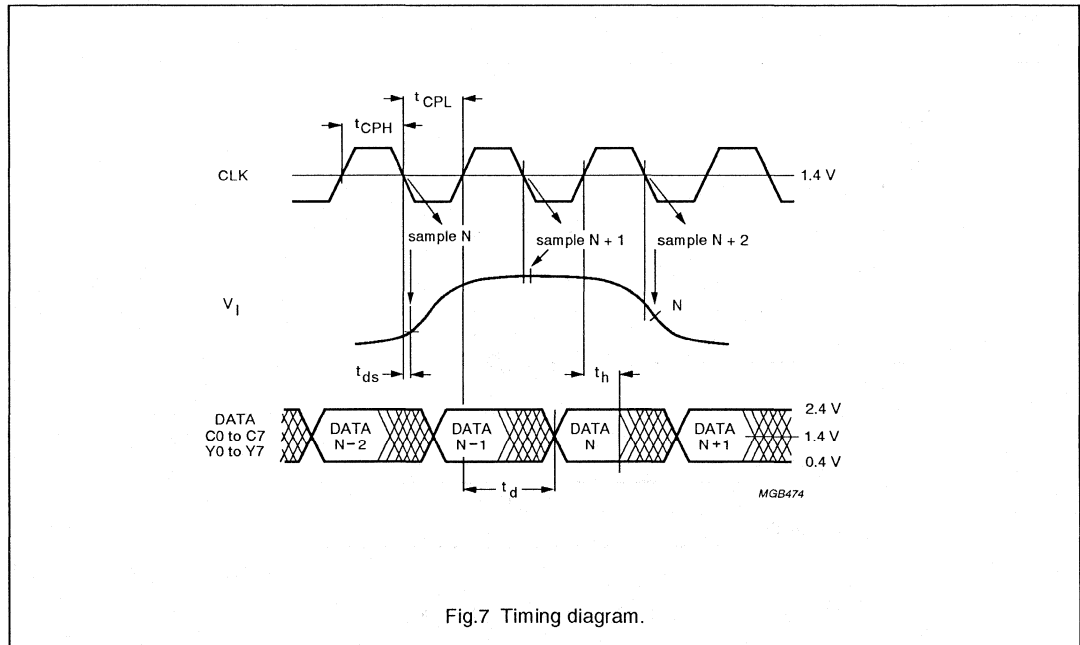 t CPL
t CPH
CLK
1.4 V
sample N
sample N + 1
sample N + 2
V I
N
t ds
t h
DATA
C0 to C7
Y0 to Y7
DATA
N-2
DATA
N-1
DATA
N
DATA
N+1
2.4 V
1.4 V
0.4 V
t d
MGB474
Fig.7 Timing diagram.